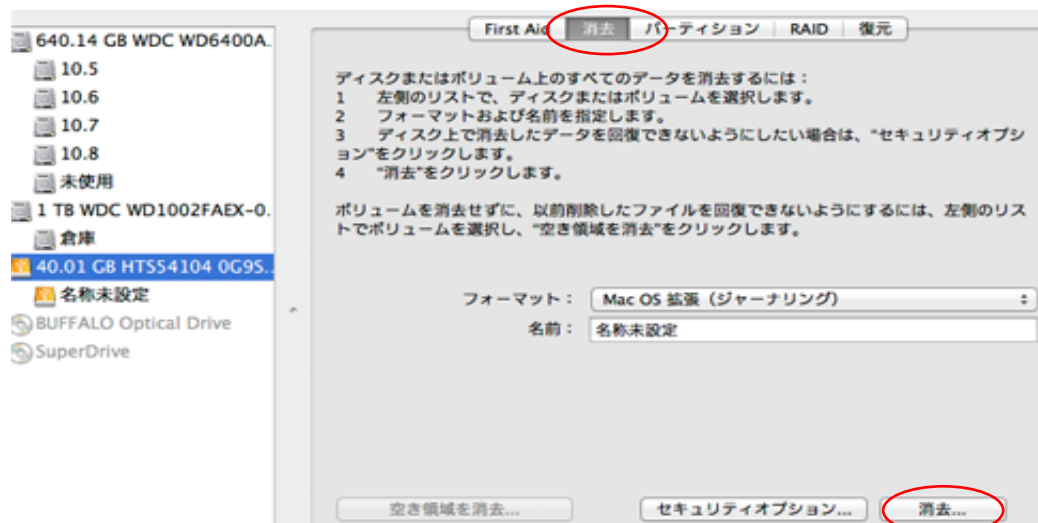 640.14 GB WDC WD6400A.
10.5
10.6
10.7
10.8
未使用
1 TB WDC WD1002FAEX-0.
倉庫
40.01 GB HTS54104 0G9S..
名称未設定
BUFFALO Optical Drive
SuperDrive
First Aid 消去 パーティション RAID 復元
ディスクまたはボリューム上のすべてのデータを消去するには：
1 左側のリストで、ディスクまたはボリュームを選択します。
2 フォーマットおよび名前を指定します。
3 ディスク上で消去したデータを回復できないようにしたい場合は、“セキュリティオプシ
ョン”をクリックします。
4 “消去”をクリックします。
ボリュームを消去せずに、以前削除したファイルを回復できないようにするには、左側のリス
トでボリュームを選択し、“空き領域を消去”をクリックします。
フォーマット： Mac OS 拡張（ジャーナリング）
名前： 名称未設定
空き領域を消去... セキュリティオプション... 消去...